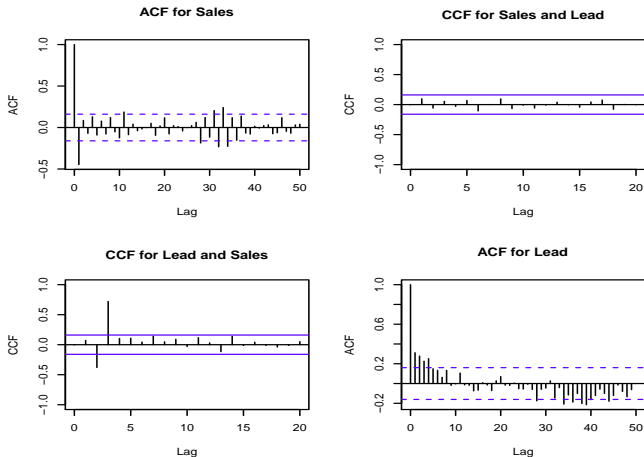 ACF for Sales
ACF
1.0
0.5
0.0
-0.5
0 10 20 30 40 50
Lag
CCF for Sales and Lead
CCF
1.0
0.5
0.0
-0.5
-1.0
0 5 10 15 20
Lag
CCF for Lead and Sales
CCF
1.0
0.5
0.0
-0.5
-1.0
0 5 10 15 20
Lag
ACF for Lead
ACF
1.0
0.6
0.2
-0.2
0 10 20 30 40 50
Lag